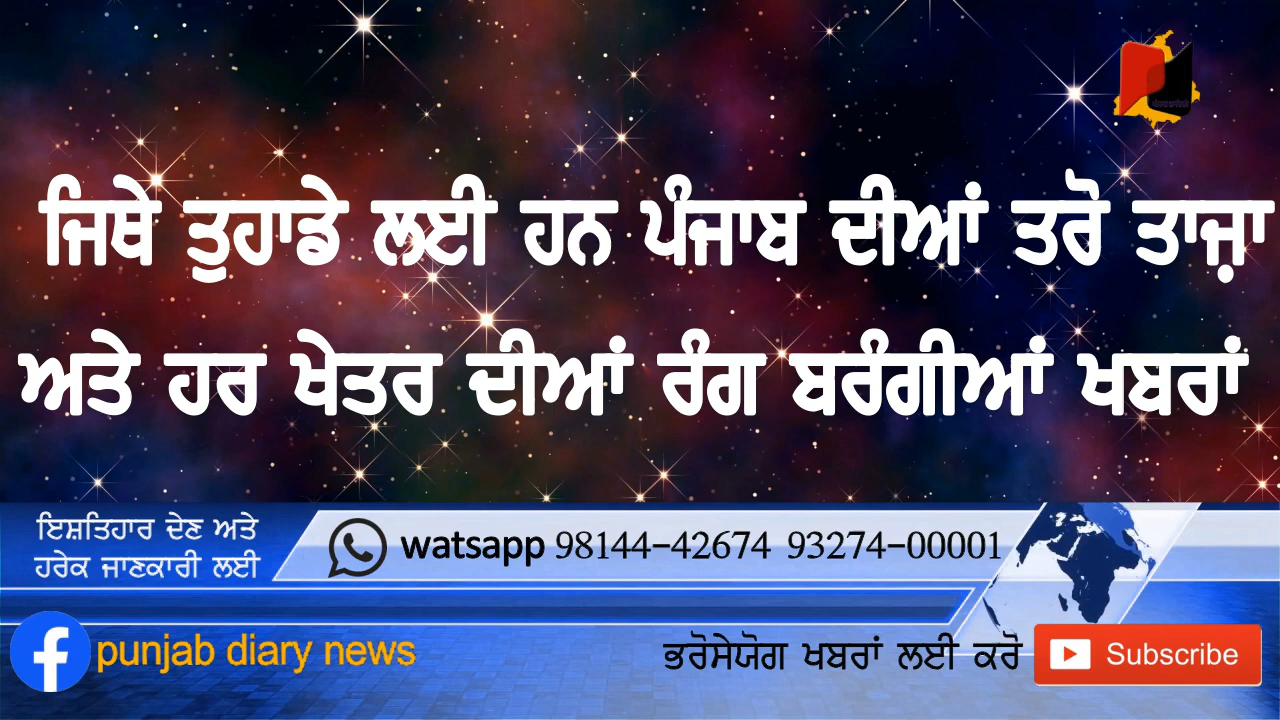 ਜਿਥੇ ਤੁਹਾਡੇ ਲਈ ਹਨ ਪੰਜਾਬ ਦੀਆਂ ਤਰੋ ਤਾਜ਼ਾ
ਅਤੇ ਹਰ ਖੇਤਰ ਦੀਆਂ ਰੰਗ ਬਰੰਗੀਆਂ ਖਬਰਾਂ
ਇਸ਼ਤਿਹਾਰ ਦੇਣ ਅਤੇ
ਹਰੇਕ ਜਾਣਕਾਰੀ ਲਈ
watsapp 98144-42674 93274-00001
punjab diary news
ਭਰੋਸੇਯੋਗ ਖਬਰਾਂ ਲਈ ਕਰੋ
Subscribe